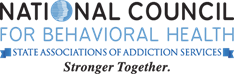 NATIONAL COUNCIL
FOR BEHAVIORAL HEALTH
STATE ASSOCIATIONS OF ADDICTION SERVICES
Stronger Together.